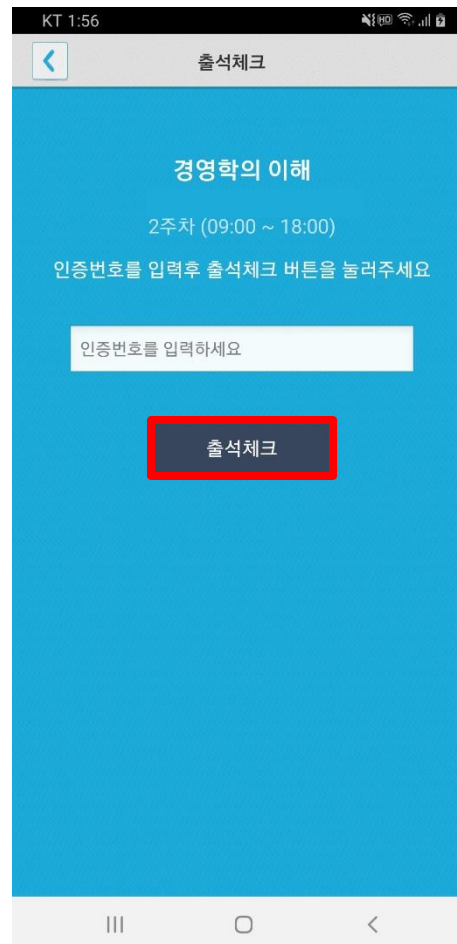 KT 1:56
출석체크
경영학의 이해
2주차 (09:00 ~ 18:00)
인증번호를 입력후 출석체크 버튼을 눌러주세요
인증번호를 입력하세요
출석체크